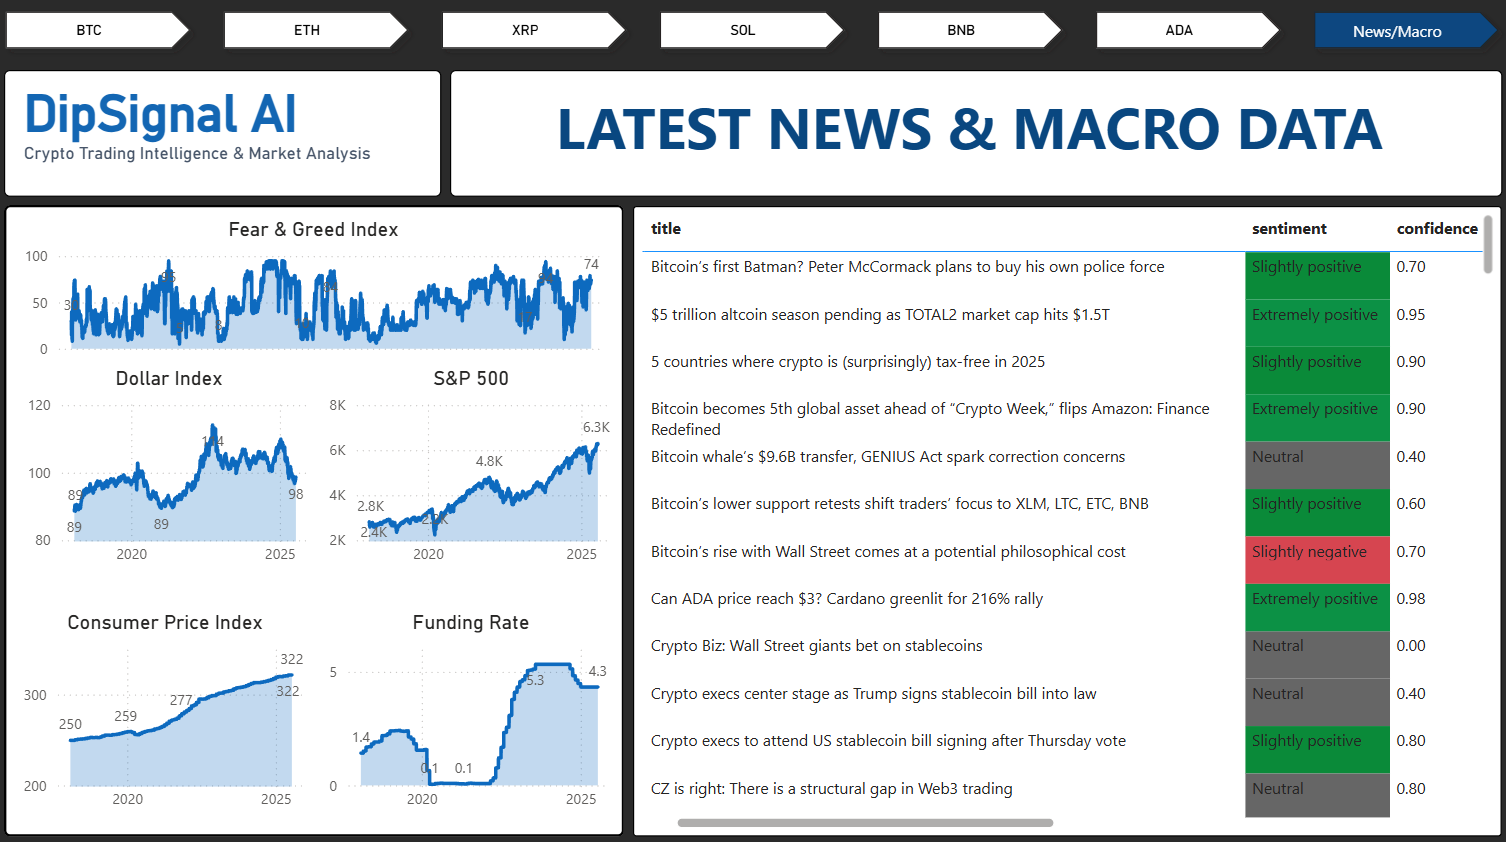 BTC
ETH
XRP
SOL
BNB
ADA
News/Macro
DipSignal AI
Crypto Trading Intelligence & Market Analysis
LATEST NEWS & MACRO DATA
Fear & Greed Index
100
50
0
95
74
Dollar Index
120
100
80
89
89
89
114
98
2020
2025
S&P 500
8K
6K
4K
2K
2.8K
2.4K
4.8K
6.3K
2020
2025
Consumer Price Index
300
200
250
259
277
322
322
2020
2025
Funding Rate
5
0
1.4
0.1
0.1
5.3
4.3
2020
2025
title sentiment confidence
Bitcoin’s first Batman? Peter McCormack plans to buy his own police force Slightly positive 0.70
$5 trillion altcoin season pending as TOTAL2 market cap hits $1.5T Extremely positive 0.95
5 countries where crypto is (surprisingly) tax-free in 2025 Slightly positive 0.90
Bitcoin becomes 5th global asset ahead of “Crypto Week,” flips Amazon: Finance Extremely positive 0.90
Redefined
Bitcoin whale’s $9.6B transfer, GENIUS Act spark correction concerns Neutral 0.40
Bitcoin’s lower support retests shift traders’ focus to XLM, LTC, ETC, BNB Slightly positive 0.60
Bitcoin’s rise with Wall Street comes at a potential philosophical cost Slightly negative 0.70
Can ADA price reach $3? Cardano greenlit for 216% rally Extremely positive 0.98
Crypto Biz: Wall Street giants bet on stablecoins Neutral 0.00
Crypto execs center stage as Trump signs stablecoin bill into law Neutral 0.40
Crypto execs to attend US stablecoin bill signing after Thursday vote Slightly positive 0.80
CZ is right: There is a structural gap in Web3 trading Neutral 0.80